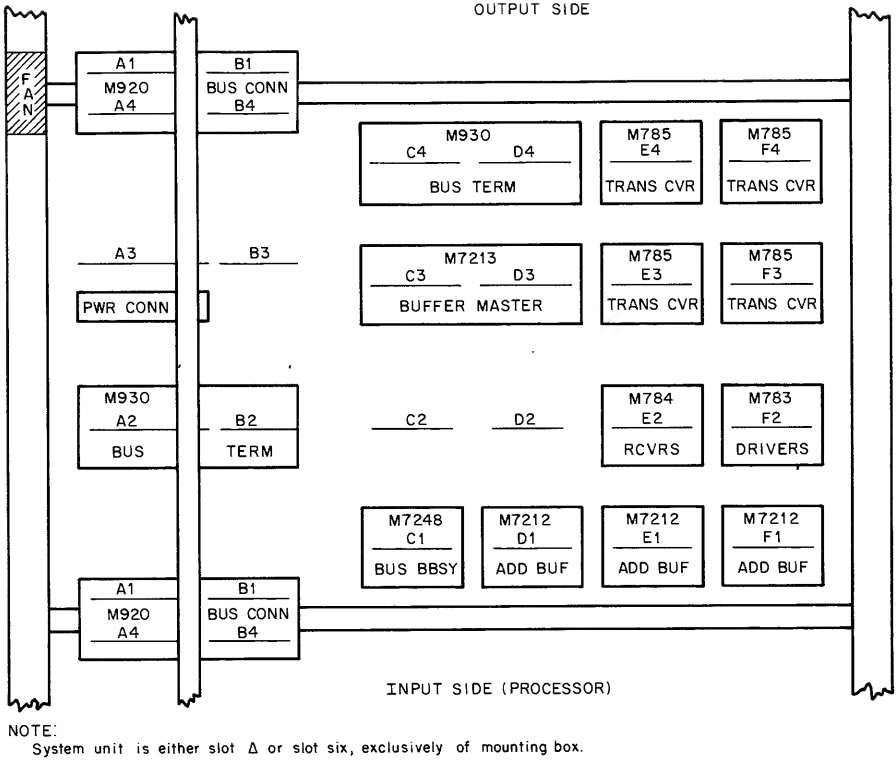 OUTPUT SIDE
FAN
A1 B1
M920 BUS CONN
A4 B4
M930
C4 D4
BUS TERM
M785
E4
TRANS CVR
M785
F4
TRANS CVR
A3 B3
PWR CONN
M7213
C3 D3
BUFFER MASTER
M785
E3
TRANS CVR
M785
F3
TRANS CVR
M930
A2 B2
BUS TERM
C2 D2
M784
E2
RCVRS
M783
F2
DRIVERS
M7248
C1
BUS BBSY
M7212
D1
ADD BUF
M7212
E1
ADD BUF
M7212
F1
ADD BUF
A1 B1
M920 BUS CONN
A4 B4
INPUT SIDE (PROCESSOR)
NOTE:
System unit is either slot Δ or slot six, exclusively of mounting box.